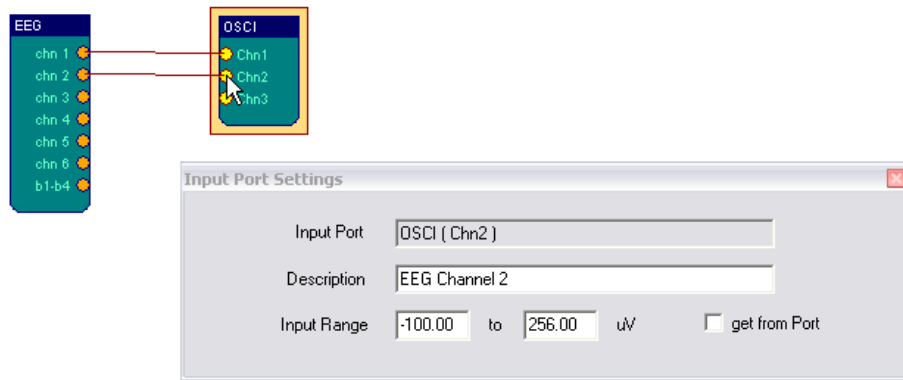 EEG
chn 1
chn 2
chn 3
chn 4
chn 5
chn 6
b1-b4
OSCI
Chn1
Chn2
Chn3
Input Port Settings
Input Port OSCI ( Chn2 )
Description EEG Channel 2
Input Range -100.00 to 256.00 uV get from Port